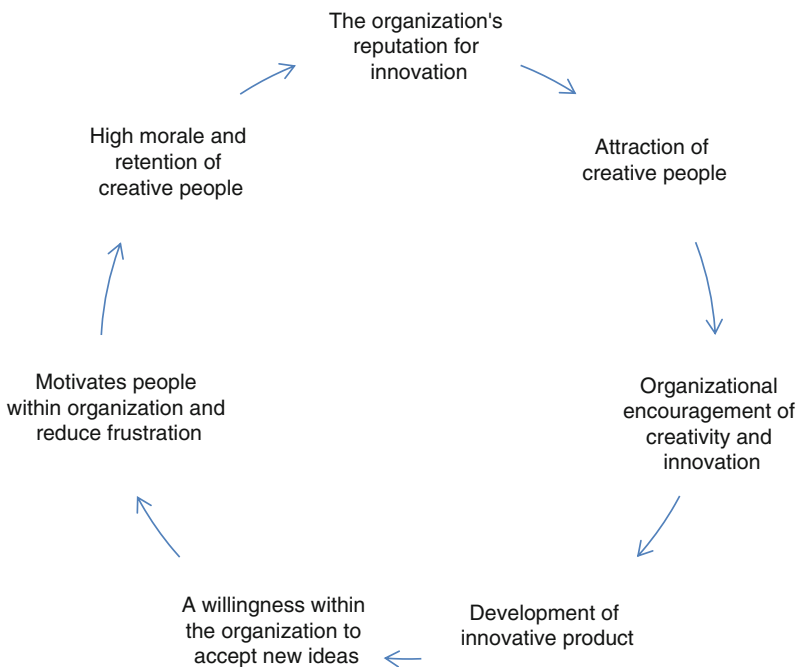 The organization's
reputation for
innovation
Attraction of
creative people
Organizational
encouragement of
creativity and
innovation
Development of
innovative product
A willingness within
the organization to
accept new ideas
Motivates people
within organization and
reduce frustration
High morale and
retention of
creative people